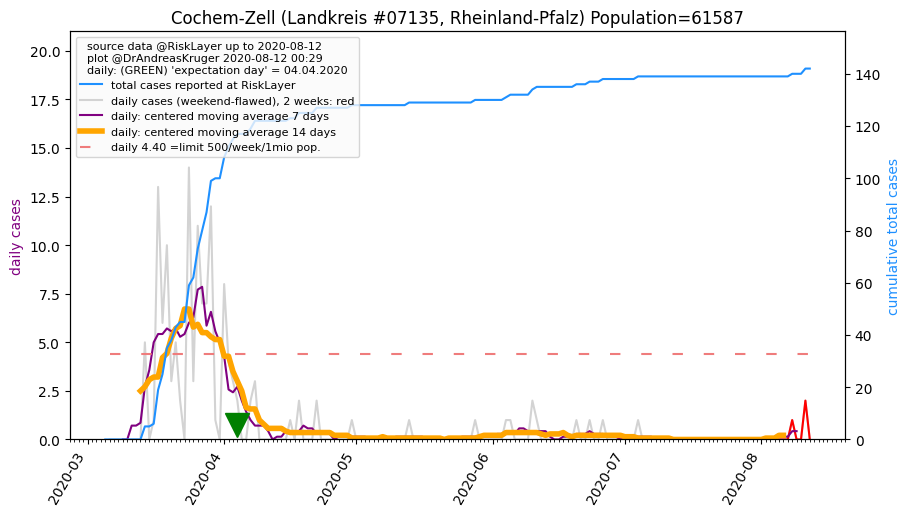 Cochem-Zell (Landkreis #07135, Rheinland-Pfalz) Population=61587
source data @RiskLayer up to 2020-08-12
plot @DrAndreasKruger 2020-08-12 00:29
daily: (GREEN) 'expectation day' = 04.04.2020
total cases reported at RiskLayer
daily cases (weekend-flawed), 2 weeks: red
daily: centered moving average 7 days
daily: centered moving average 14 days
daily 4.40 =limit 500/week/1mio pop.
daily cases
20.0
17.5
15.0
12.5
10.0
7.5
5.0
2.5
0.0
cumulative total cases
140
120
100
80
60
40
20
0
2020-03
2020-04
2020-05
2020-06
2020-07
2020-08